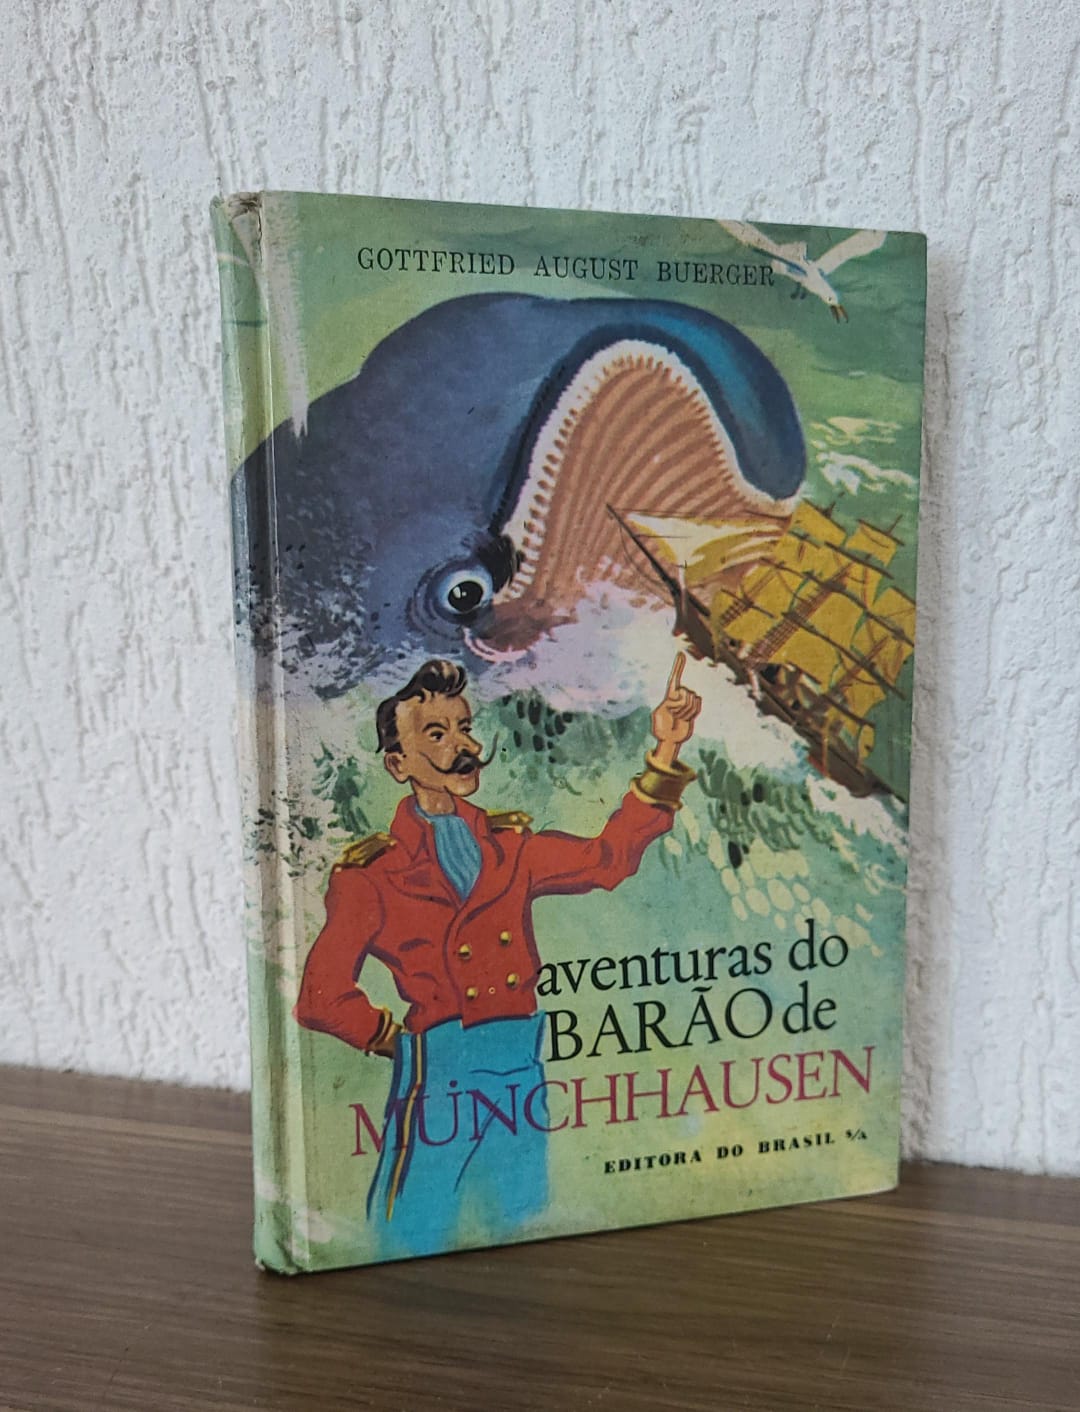 GOTTFRIED AUGUST BUERGER
aventuras do
BARÃO de
MÜNCHHAUSEN
EDITORA DO BRASIL S/A